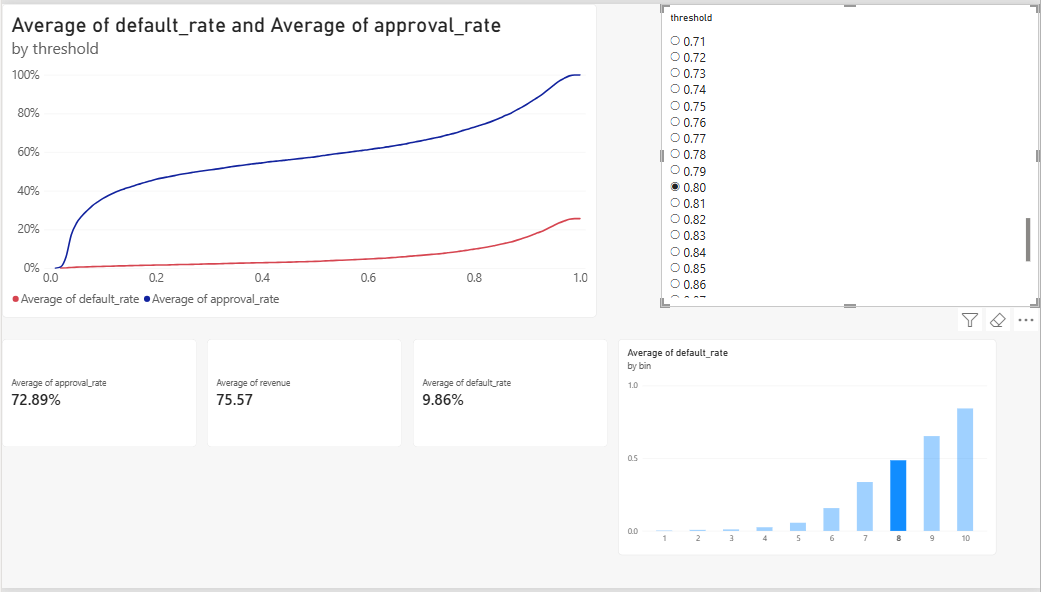 Average of default_rate and Average of approval_rate
by threshold
100%
80%
60%
40%
20%
0%
0.0 0.2 0.4 0.6 0.8 1.0
Average of default_rate Average of approval_rate
threshold
0.71
0.72
0.73
0.74
0.75
0.76
0.77
0.78
0.79
0.80
0.81
0.82
0.83
0.84
0.85
0.86
Average of approval_rate
72.89%
Average of revenue
75.57
Average of default_rate
9.86%
Average of default_rate
by bin
1.0
0.5
0.0
1 2 3 4 5 6 7 8 9 10